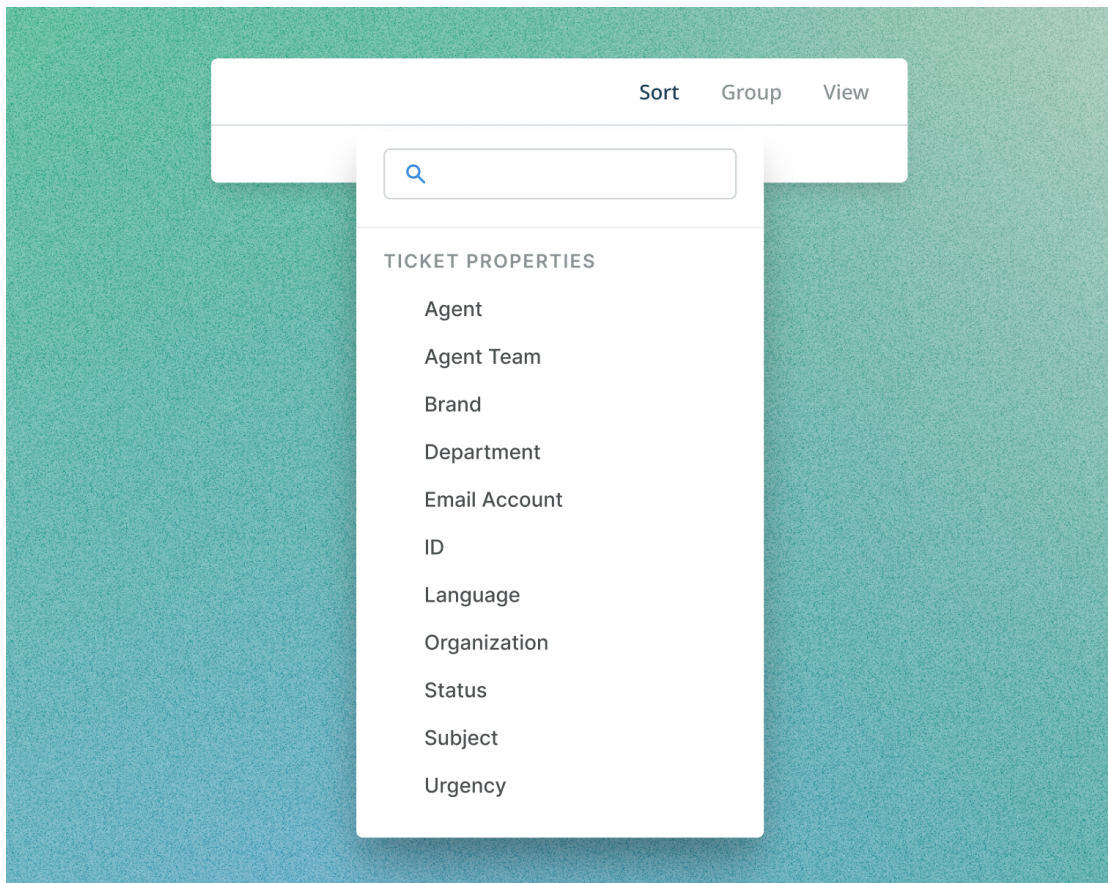 Sort Group View
TICKET PROPERTIES
Agent
Agent Team
Brand
Department
Email Account
ID
Language
Organization
Status
Subject
Urgency